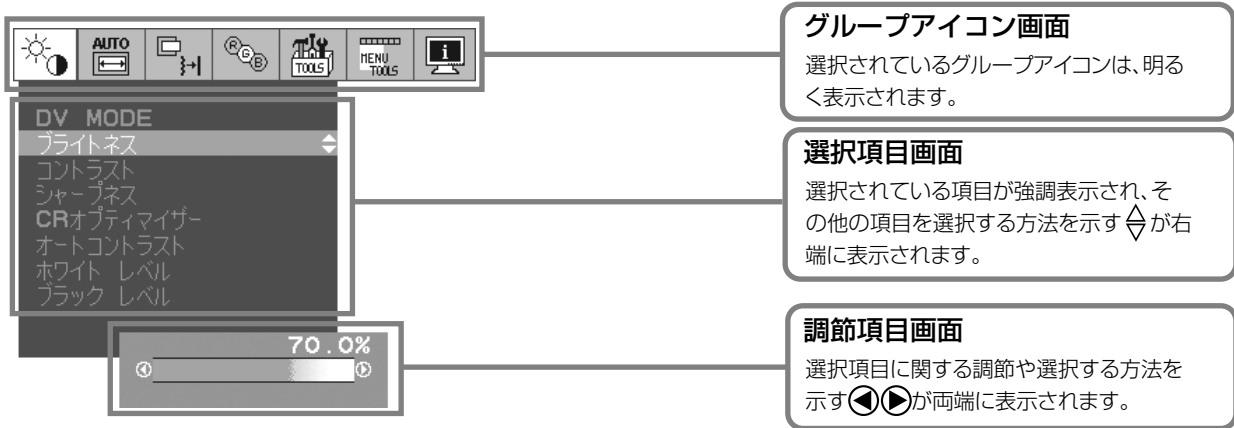 AUTO
R G B
TOOLS
MENU
TOOLS
i
DV MODE
ブライトネス
コントラスト
シャープネス
CRオプティマイザー
オートコントラスト
ホワイト レベル
ブラック レベル
70.0%
グループアイコン画面
選択されているグループアイコンは、明る
く表示されます。
選択項目画面
選択されている項目が強調表示され、そ
の他の項目を選択する方法を示す が右
端に表示されます。
調節項目画面
選択項目に関する調節や選択する方法を
示す が両端に表示されます。